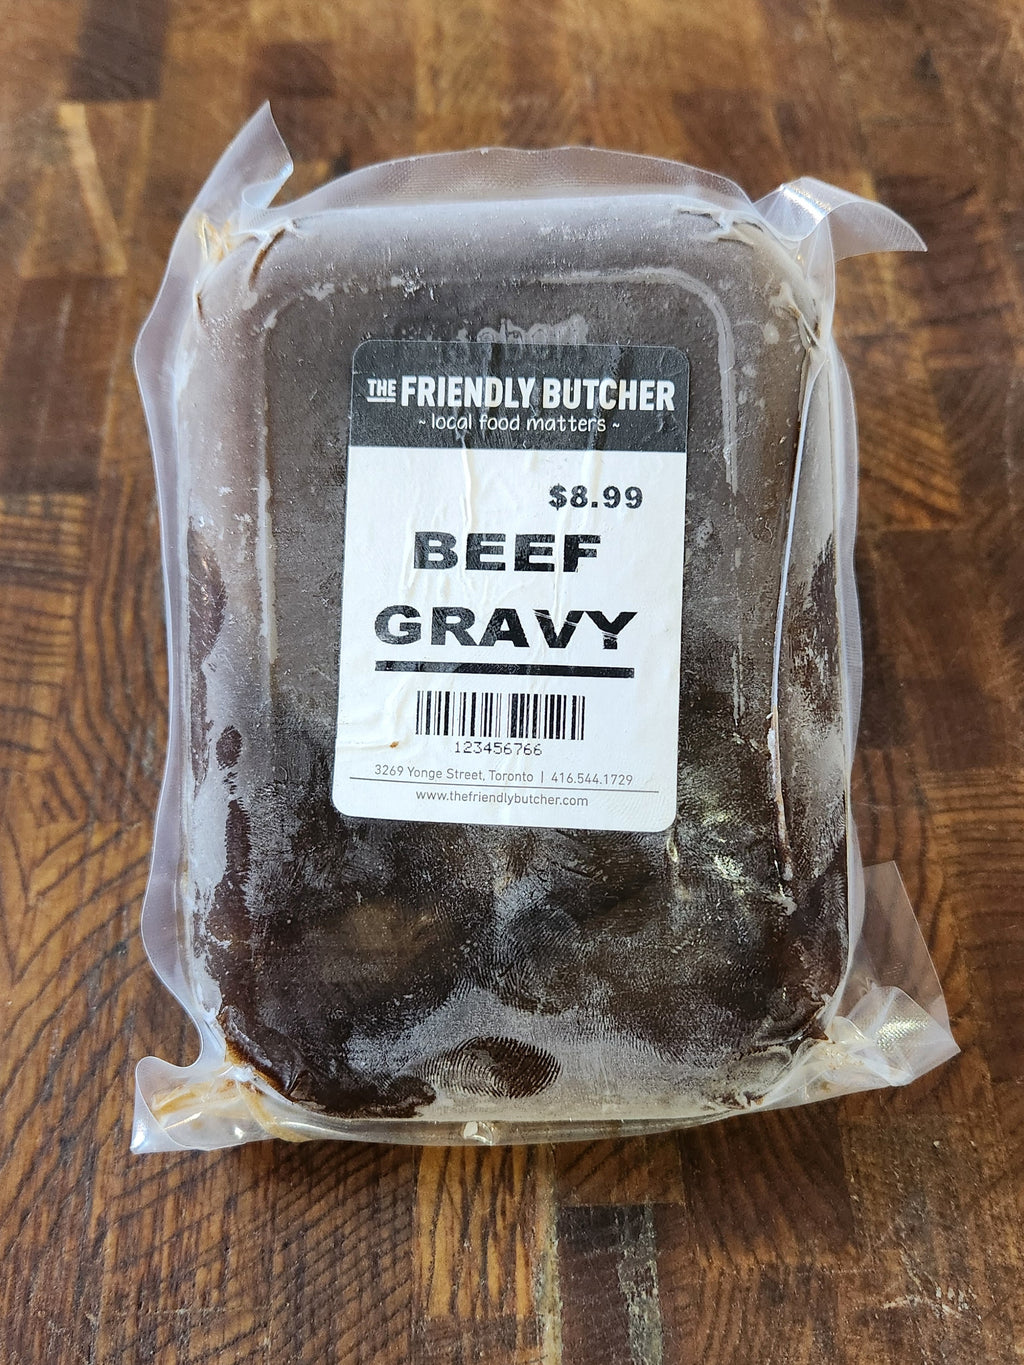 THE FRIENDLY BUTCHER
~ local food matters ~
$8.99
BEEF
GRAVY
123456766
3269 Yonge Street, Toronto | 416.544.1729
www.thefriendlybutcher.com